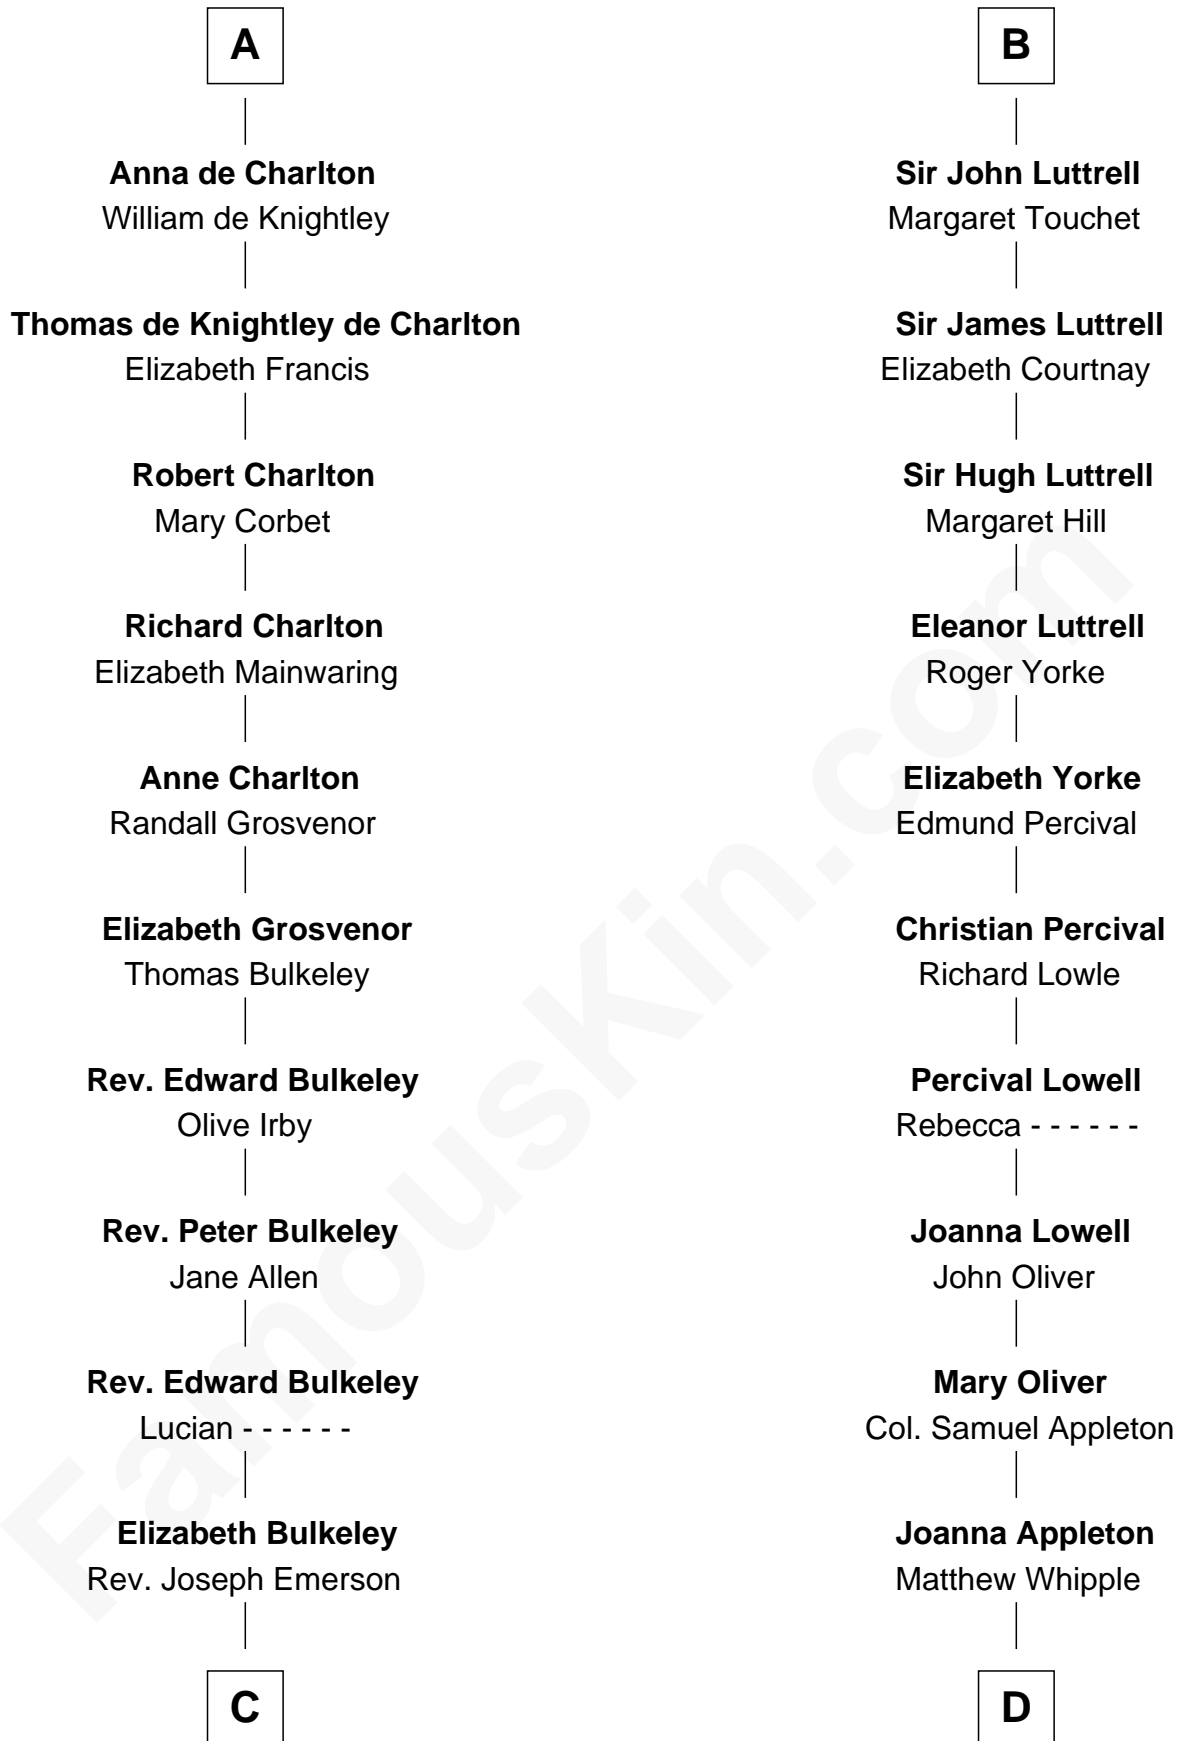 A
Anna de Charlton
William de Knightley
Thomas de Knightley de Charlton
Elizabeth Francis
Robert Charlton
Mary Corbet
Richard Charlton
Elizabeth Mainwaring
Anne Charlton
Randall Grosvenor
Elizabeth Grosvenor
Thomas Bulkeley
Rev. Edward Bulkeley
Olive Irby
Rev. Peter Bulkeley
Jane Allen
Rev. Edward Bulkeley
Lucian - - - - - -
Elizabeth Bulkeley
Rev. Joseph Emerson
C
B
Sir John Luttrell
Margaret Touchet
Sir James Luttrell
Elizabeth Courtnay
Sir Hugh Luttrell
Margaret Hill
Eleanor Luttrell
Roger Yorke
Elizabeth Yorke
Edmund Percival
Christian Percival
Richard Lowle
Percival Lowell
Rebecca - - - - - -
Joanna Lowell
John Oliver
Mary Oliver
Col. Samuel Appleton
Joanna Appleton
Matthew Whipple
D
FamousKin.com